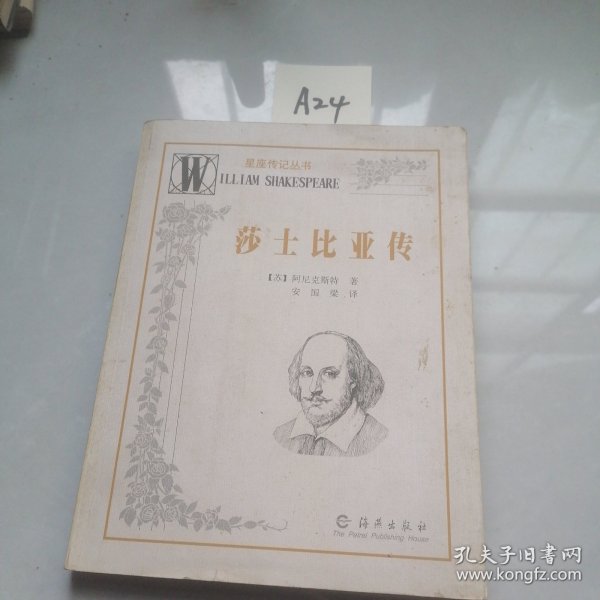 A24
星座传记丛书
WILLIAM SHAKESPEARE
莎士比亚传
【苏】阿尼克斯特 著
安国梁 译
海燕出版社
The Petrel Publishing House
孔夫子旧书网
www.kongfz.com